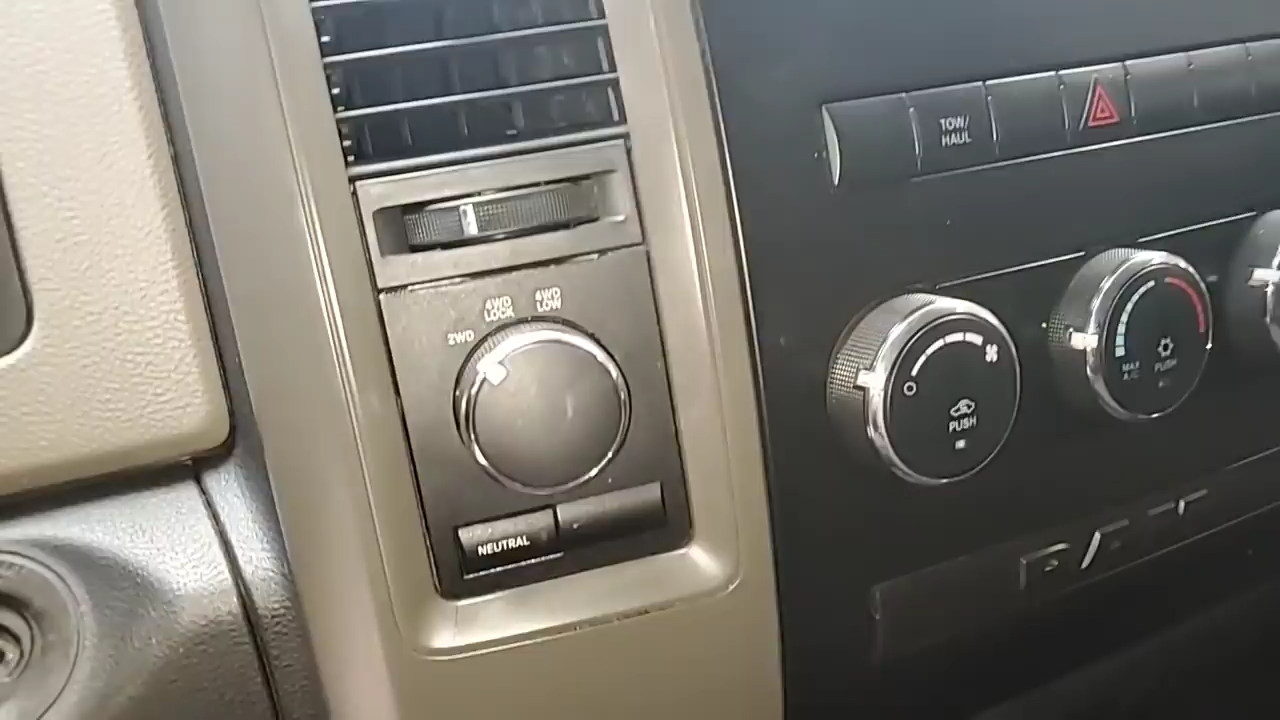 TOW/
HAUL
4WD
LOCK
4WD
LOW
2WD
NEUTRAL
PUSH
MAX
A/C
PUSH